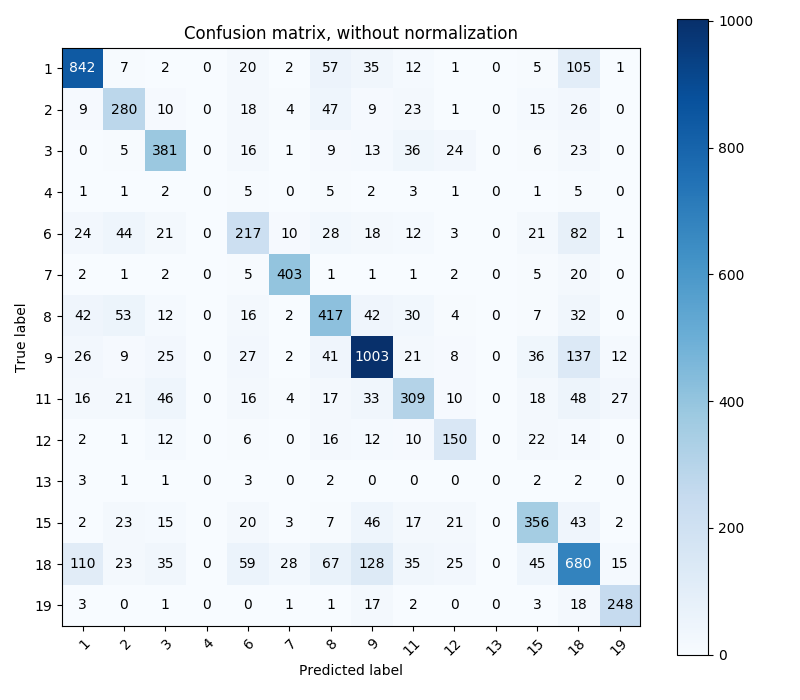 Confusion matrix, without normalization
1 842 7 2 0 20 2 57 35 12 1 0 5 105 1
2 9 280 10 0 18 4 47 9 23 1 0 15 26 0
3 0 5 381 0 16 1 9 13 36 24 0 6 23 0
4 1 1 2 0 5 0 5 2 3 1 0 1 5 0
6 24 44 21 0 217 10 28 18 12 3 0 21 82 1
7 2 1 2 0 5 403 1 1 1 2 0 5 20 0
8 42 53 12 0 16 2 417 42 30 4 0 7 32 0
9 26 9 25 0 27 2 41 1003 21 8 0 36 137 12
11 16 21 46 0 16 4 17 33 309 10 0 18 48 27
12 2 1 12 0 6 0 16 12 10 150 0 22 14 0
13 3 1 1 0 3 0 2 0 0 0 0 2 2 0
15 2 23 15 0 20 3 7 46 17 21 0 356 43 2
18 110 23 35 0 59 28 67 128 35 25 0 45 680 15
19 3 0 1 0 0 1 1 17 2 0 0 3 18 248
1 2 3 4 6 7 8 9 11 12 13 15 18 19
Predicted label
True label
1000
800
600
400
200
0